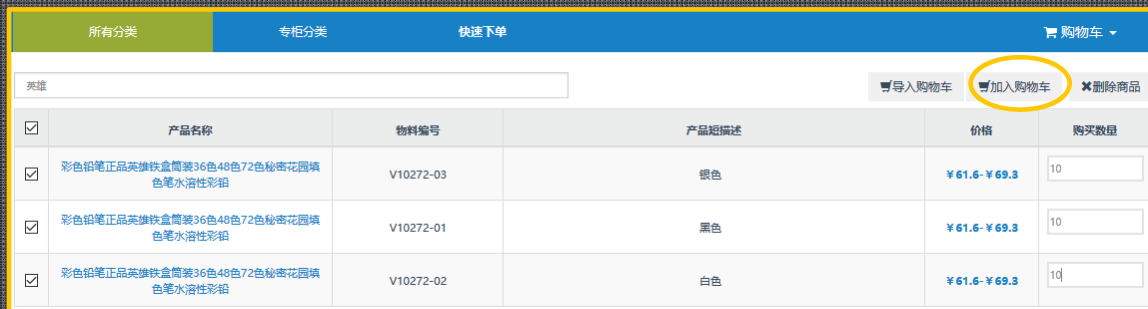 所有分类 专柜分类 快速下单 购物车
英雄 导入购物车 加入购物车 删除商品
产品名称 物料编号 产品短描述 价格 购买数量
彩色铅笔正品英雄铁盒筒装36色48色72色秘密花园填
色笔水溶性彩铅
V10272-03 银色 ¥61.6-¥69.3 10
彩色铅笔正品英雄铁盒筒装36色48色72色秘密花园填
色笔水溶性彩铅
V10272-01 黑色 ¥61.6-¥69.3 10
彩色铅笔正品英雄铁盒筒装36色48色72色秘密花园填
色笔水溶性彩铅
V10272-02 白色 ¥61.6-¥69.3 10